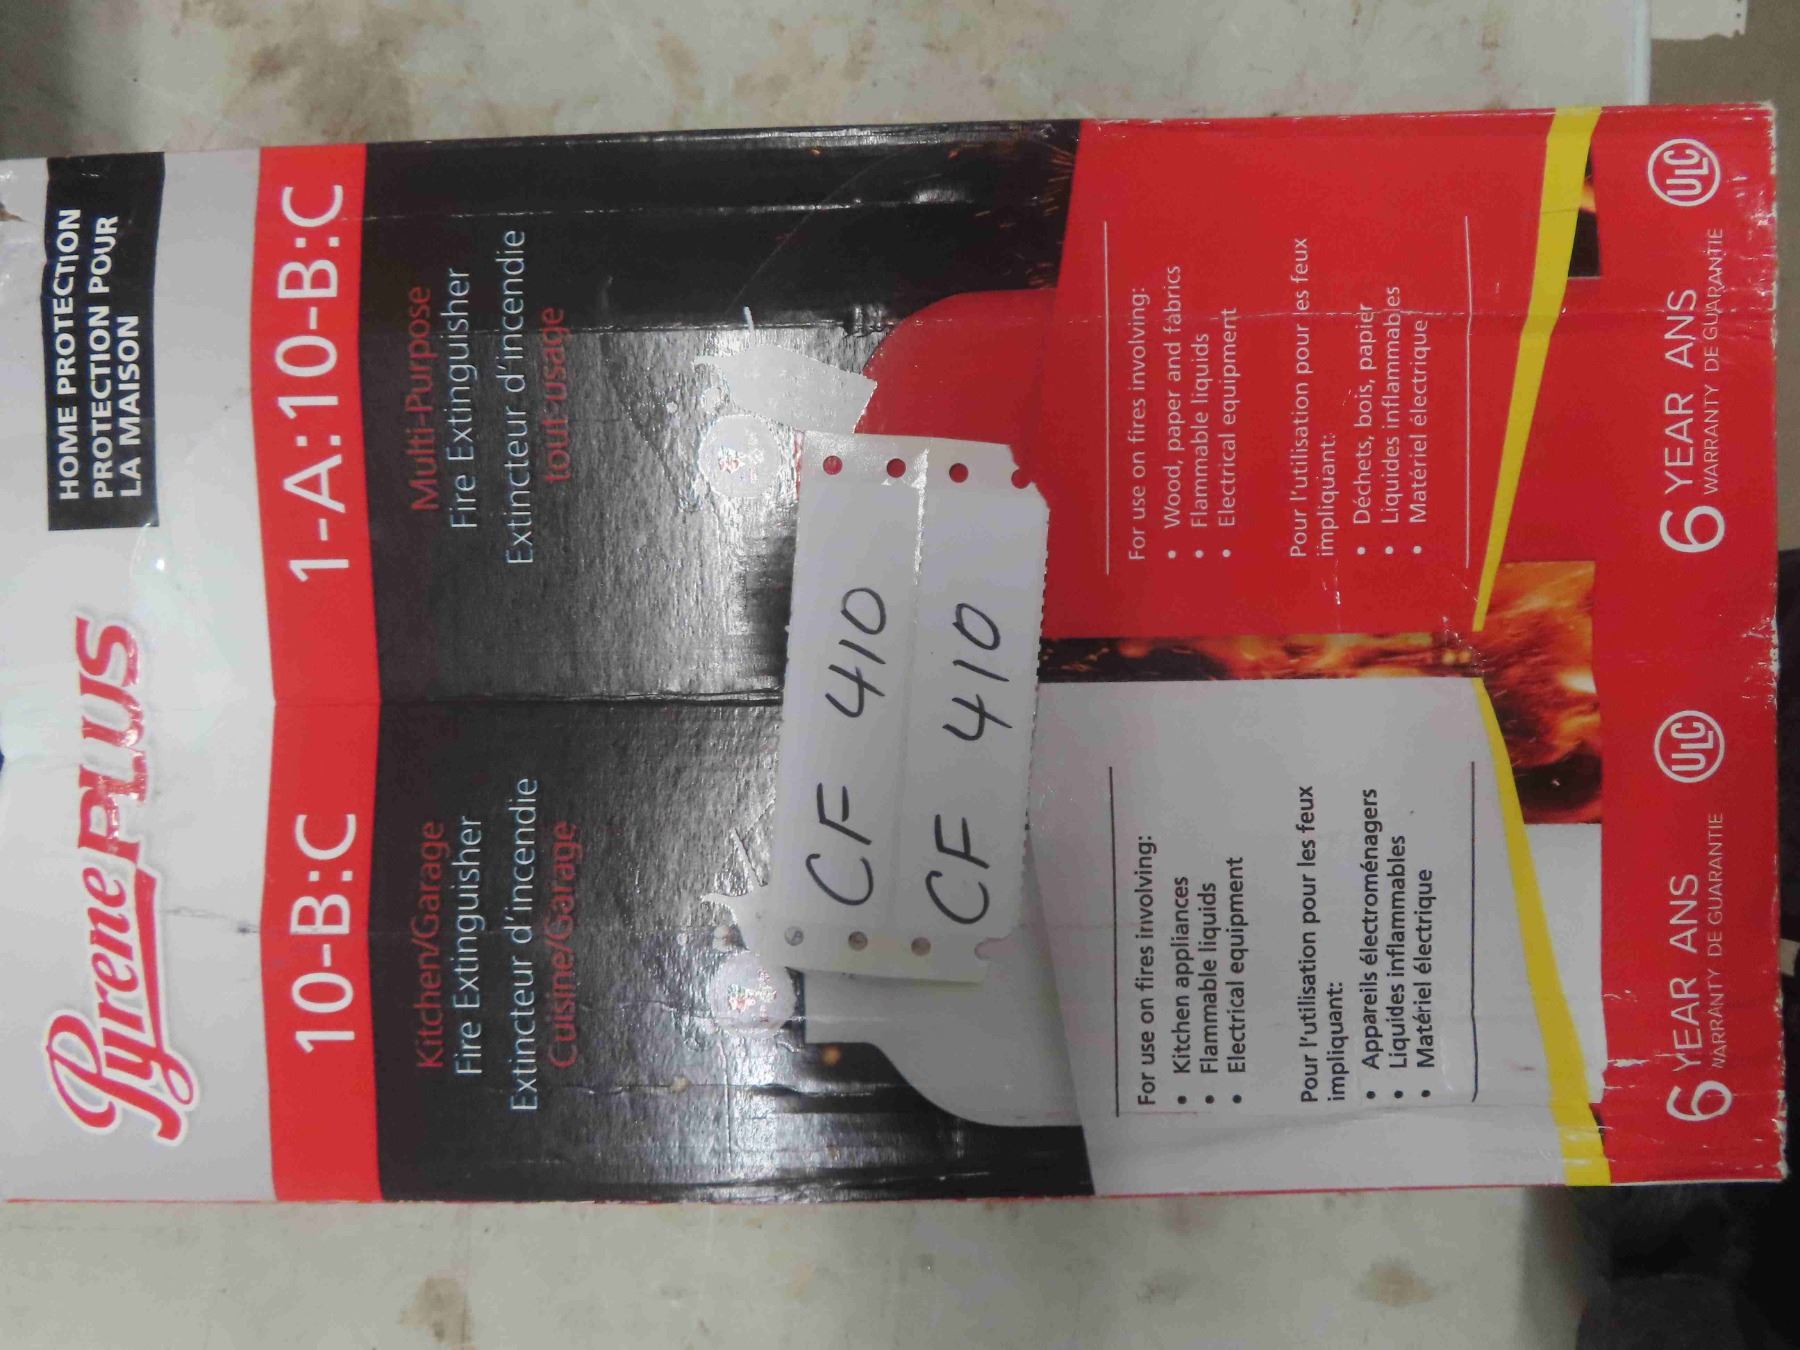 PyrenePLUS
HOME PROTECTION
PROTECTION POUR
LA MAISON
10-B:C
Kitchen/Garage
Fire Extinguisher
Extincteur d'incendie
Cuisine/Garage
1-A:10-B:C
Multi-Purpose
Fire Extinguisher
Extincteur d'incendie
tout-usage
CF 410
CF 410
For use on fires involving:
• Kitchen appliances
• Flammable liquids
• Electrical equipment
Pour l'utilisation pour les feux
impliquant:
• Appareils électroménagers
• Liquides inflammables
• Matériel électrique
For use on fires involving:
• Wood, paper and fabrics
• Flammable liquids
• Electrical equipment
Pour l'utilisation pour les feux
impliquant:
• Déchets, bois, papier
• Liquides inflammables
• Matériel électrique
6 YEAR ANS
WARRANTY DE GUARANTIE
ULC
6 YEAR ANS
WARRANTY DE GUARANTIE
ULC